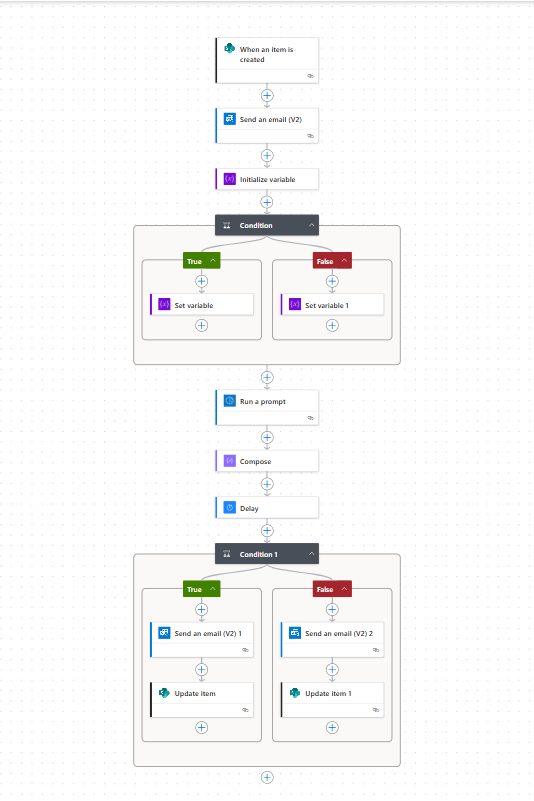 When an item is
created
Send an email (V2)
{x} Initialize variable
Condition
True
False
{x} Set variable
{x} Set variable 1
Run a prompt
Compose
Delay
Condition 1
True
False
Send an email (V2) 1
Send an email (V2) 2
Update item
Update item 1